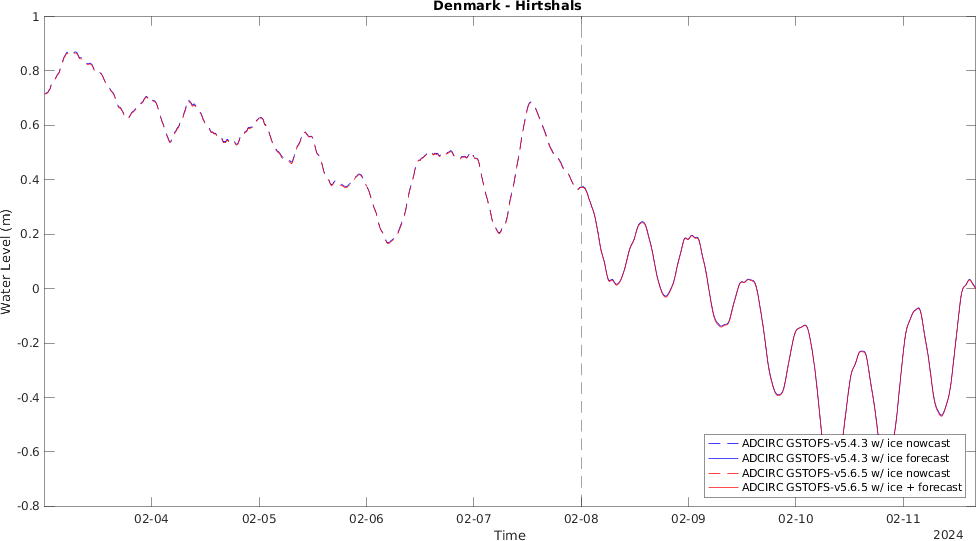 Denmark - Hirtshals
1
0.8
0.6
0.4
0.2
0
-0.2
-0.4
-0.6
-0.8
Water Level (m)
ADCIRC GSTOFS-v5.4.3 w/ ice nowcast
ADCIRC GSTOFS-v5.4.3 w/ ice forecast
ADCIRC GSTOFS-v5.6.5 w/ ice nowcast
ADCIRC GSTOFS-v5.6.5 w/ ice + forecast
02-04
02-05
02-06
02-07
02-08
02-09
02-10
02-11
Time
2024